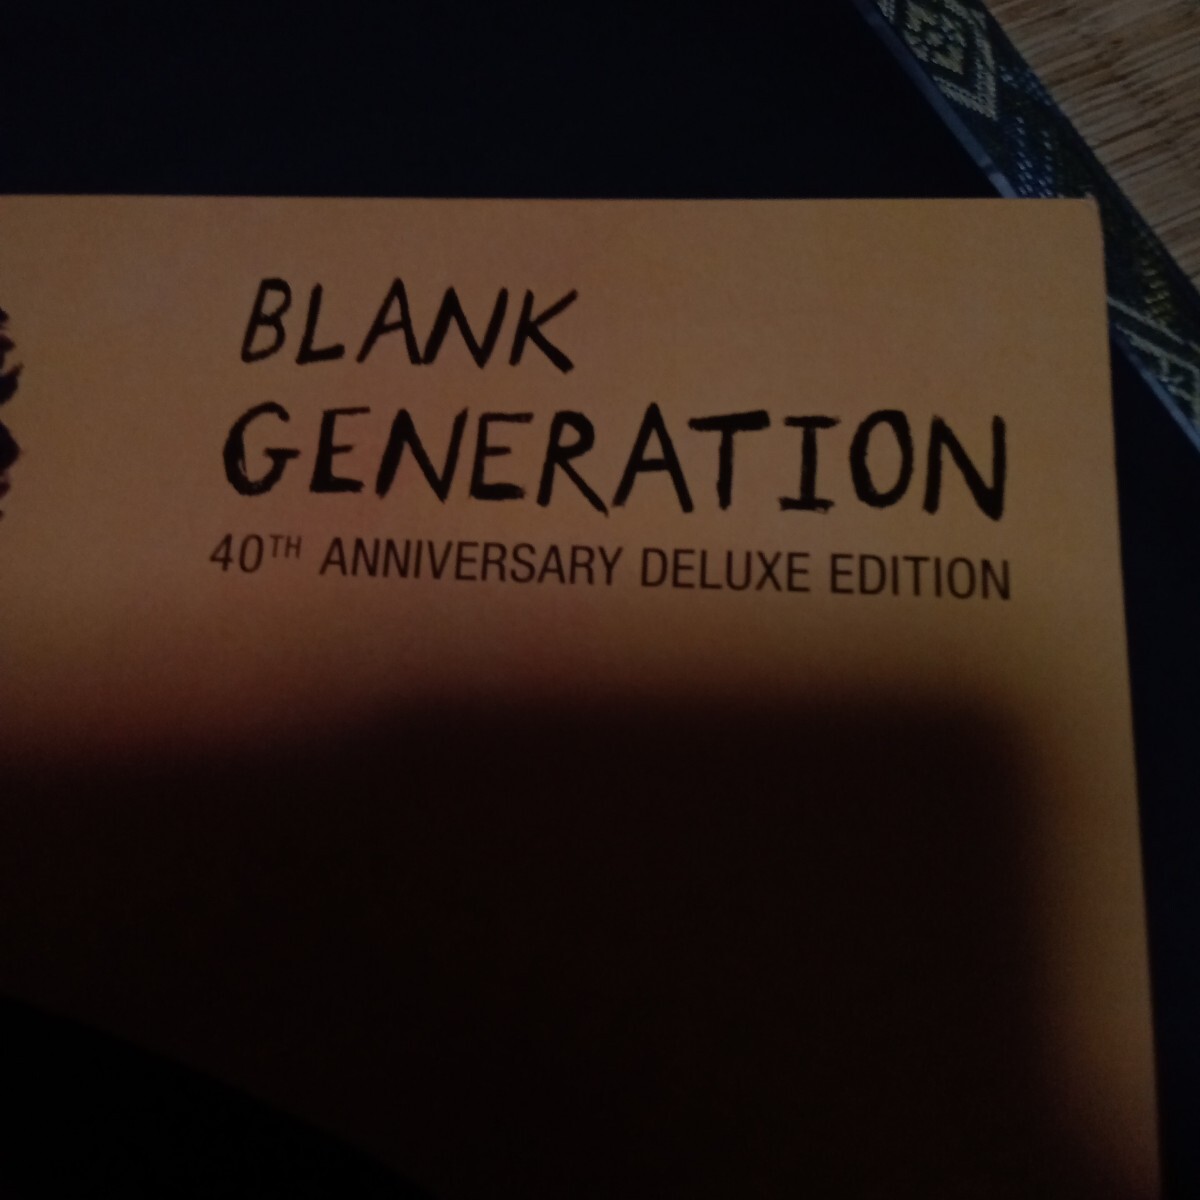 BLANK
GENERATION
40TH ANNIVERSARY DELUXE EDITION